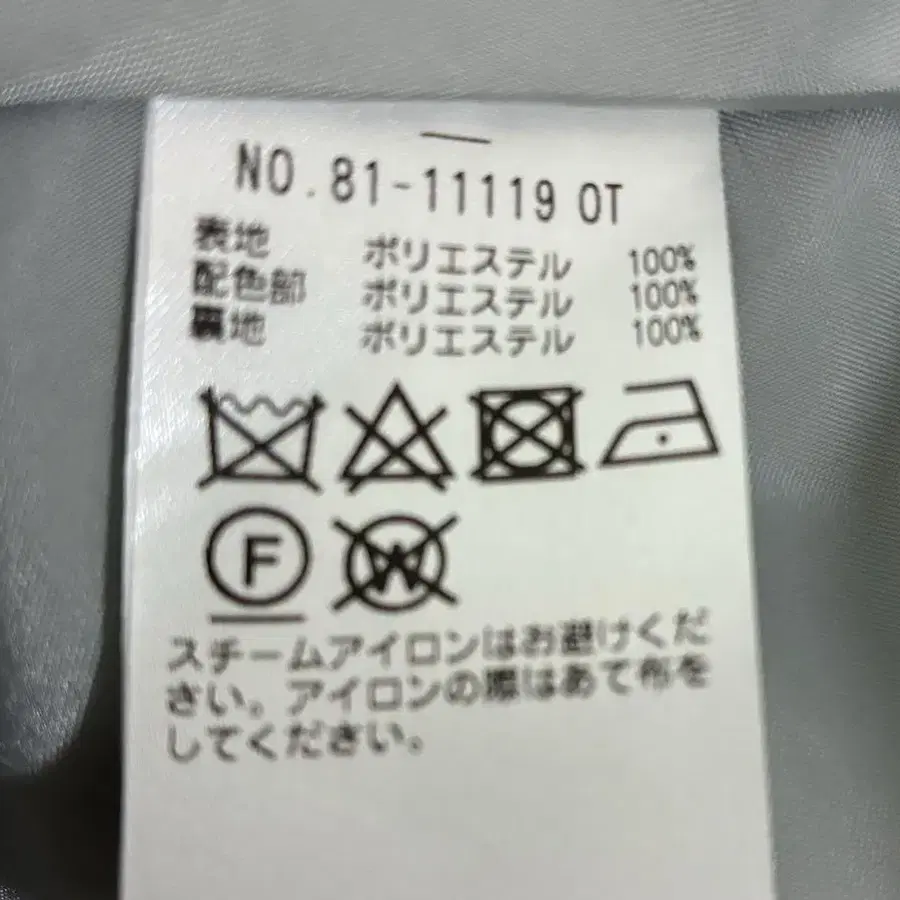 NO.81-11119 OT
表地 ポリエステル 100%
配色部 ポリエステル 100%
裏地 ポリエステル 100%
F W
スチームアイロンはお避けくだ
さい。アイロンの際はあて布を
してください。